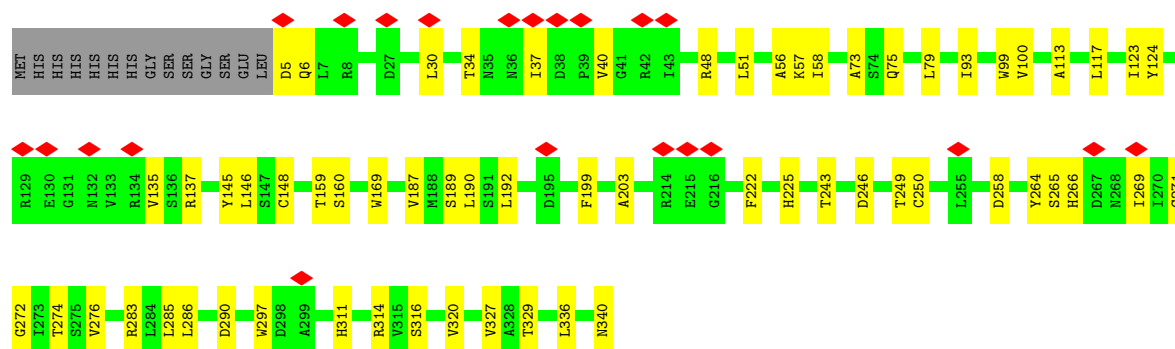 MET HIS HIS HIS HIS HIS HIS GLY SER SER GLY SER GLU LEU D5 Q6 L7 R8 D27 L30 T34 N35 N36 I37 D38 P39 V40 G41 R42 I43 R48 L51 A56 K57 I58 A73 S74 Q75 L79 I93 W99 V100 A113 L117 I123 Y124
R129 E130 G131 N132 V133 R134 V135 S136 R137 Y145 L146 S147 C148 T159 S160 W169 V187 M188 S189 L190 S191 L192 D195 F199 A203 R214 E215 G216 F222 H225 T243 D246 T249 C250 L255 D258 Y264 S265 H266 D267 N268 I269 I270
G272 I273 T274 S275 V276 R283 L284 L285 L286 D290 W297 D298 A299 H311 R314 V315 S316 V320 V327 A328 T329 L336 N340